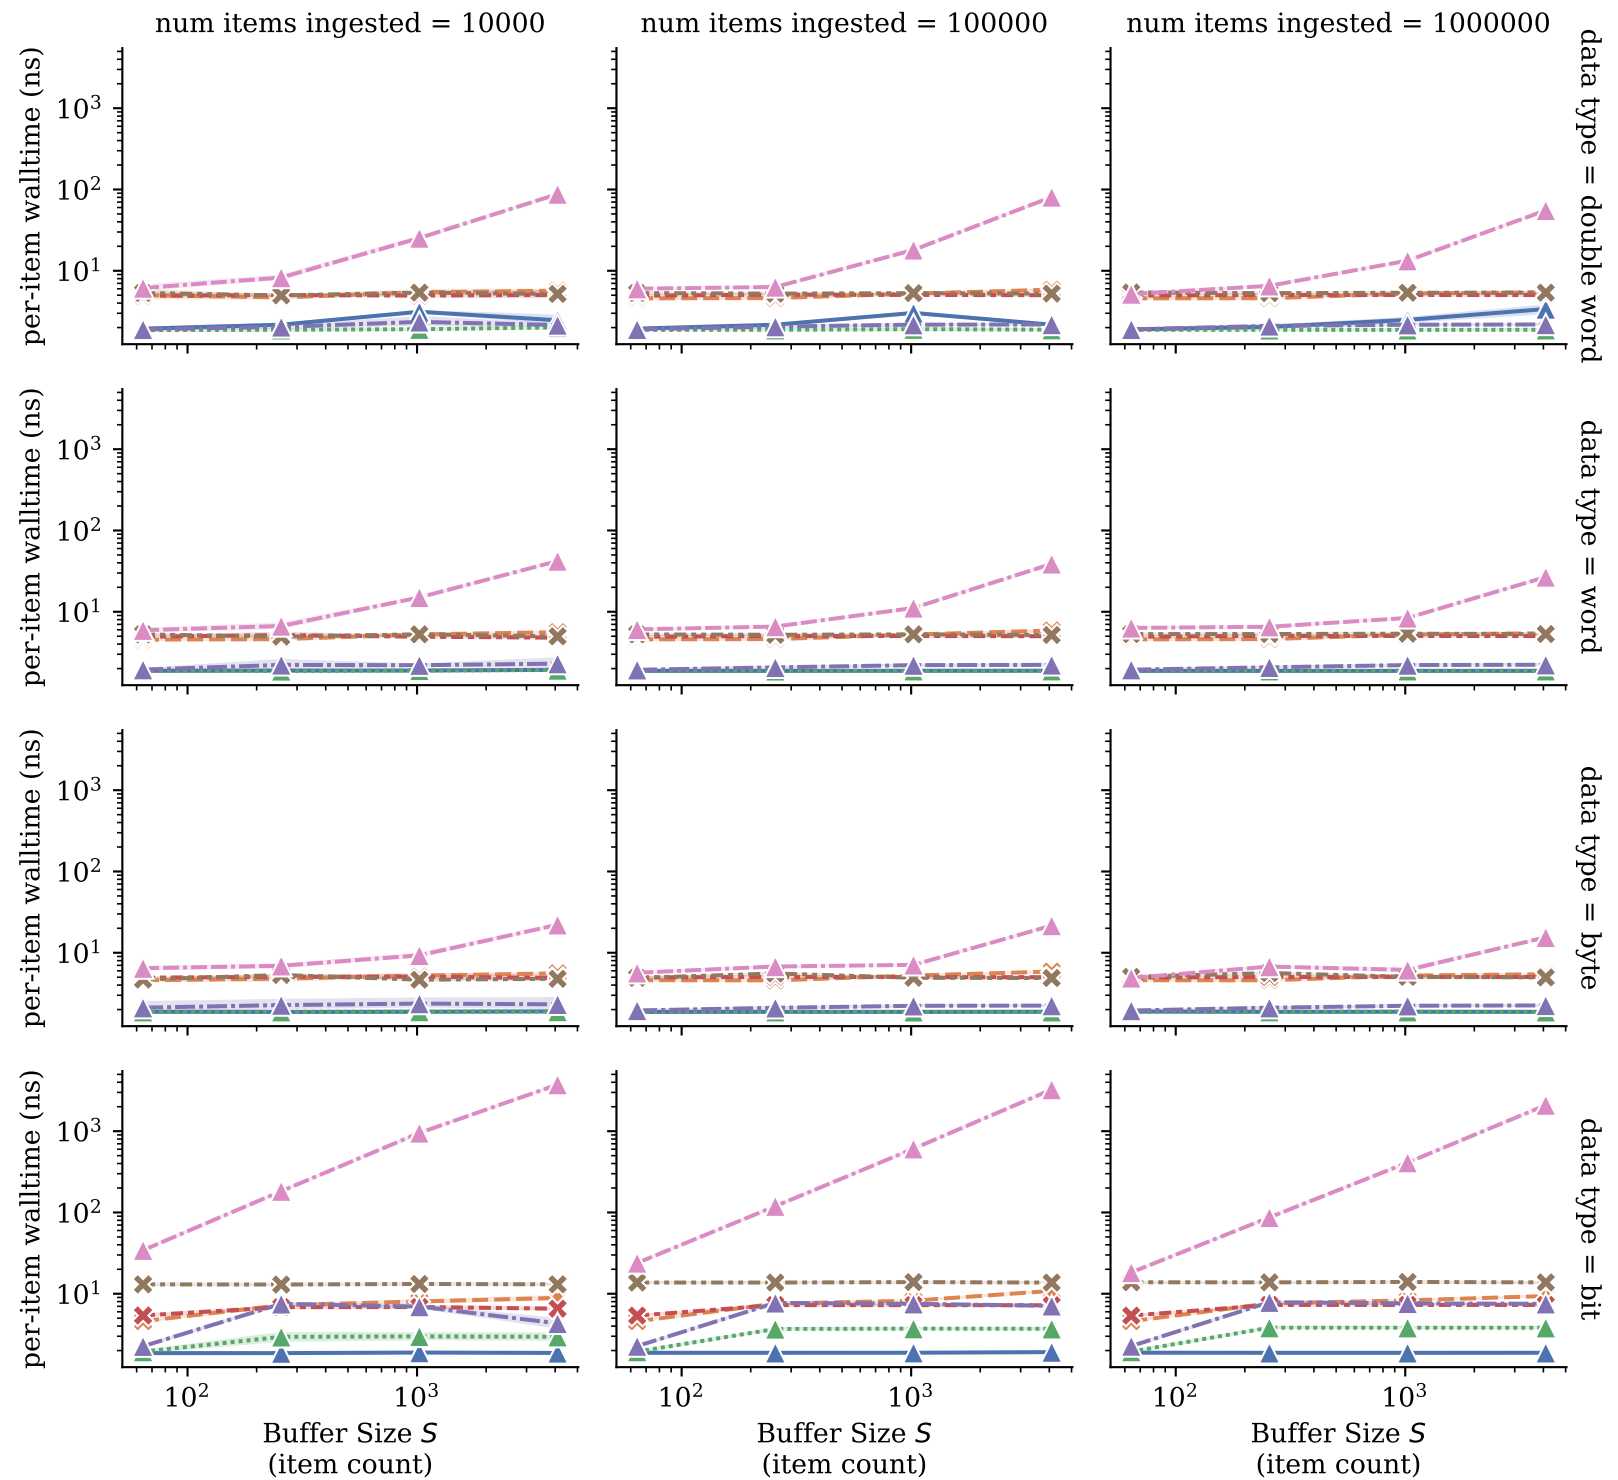 num items ingested = 10000
num items ingested = 100000
num items ingested = 1000000
per-item walltime (ns)
10³
10²
10¹
data type = double word
per-item walltime (ns)
10³
10²
10¹
data type = word
per-item walltime (ns)
10³
10²
10¹
data type = byte
per-item walltime (ns)
10³
10²
10¹
data type = bit
10² 10³
10² 10³
10² 10³
Buffer Size S
(item count)
Buffer Size S
(item count)
Buffer Size S
(item count)